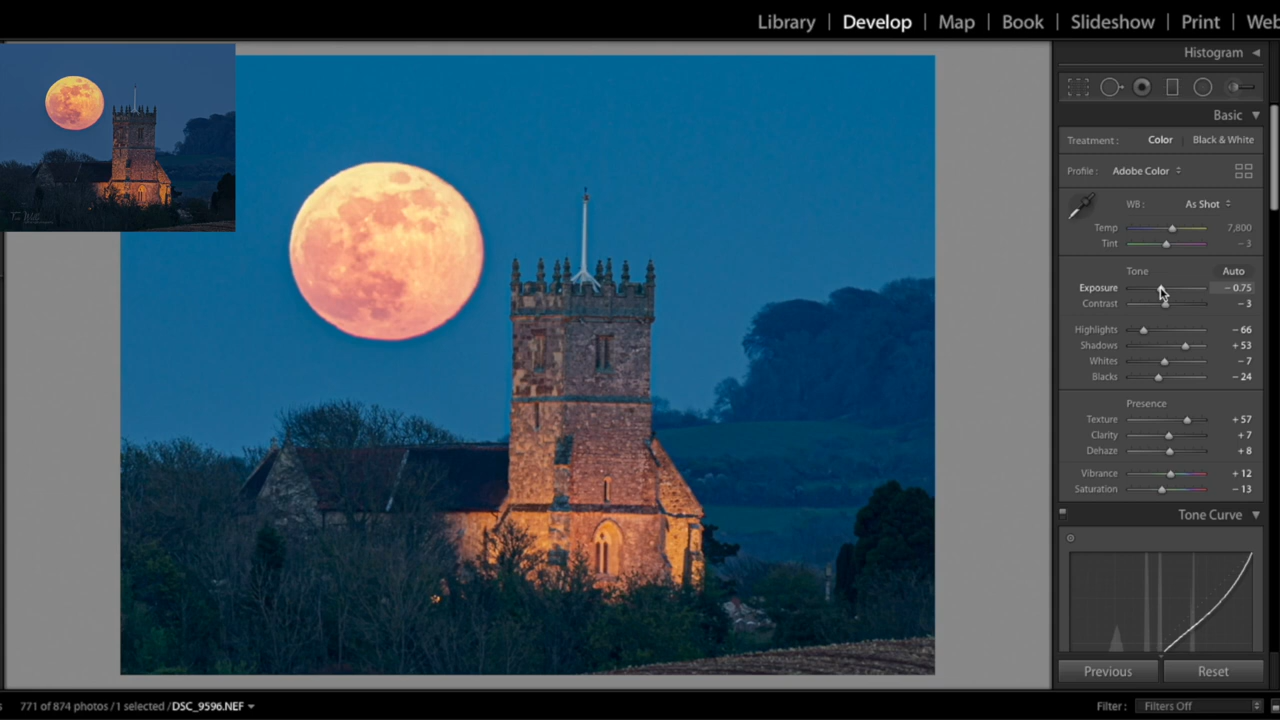 Library | Develop | Map | Book | Slideshow | Print | Web
Histogram
Basic
Treatment : Color | Black & White
Profile : Adobe Color
WB : As Shot
Temp 7,800
Tint – 3
Tone Auto
Exposure – 0.75
Contrast – 3
Highlights – 66
Shadows + 53
Whites – 7
Blacks – 24
Presence
Texture + 57
Clarity + 7
Dehaze + 8
Vibrance + 12
Saturation – 13
Tone Curve
Previous Reset
771 of 874 photos / 1 selected / DSC_9596.NEF
Filter : Filters Off